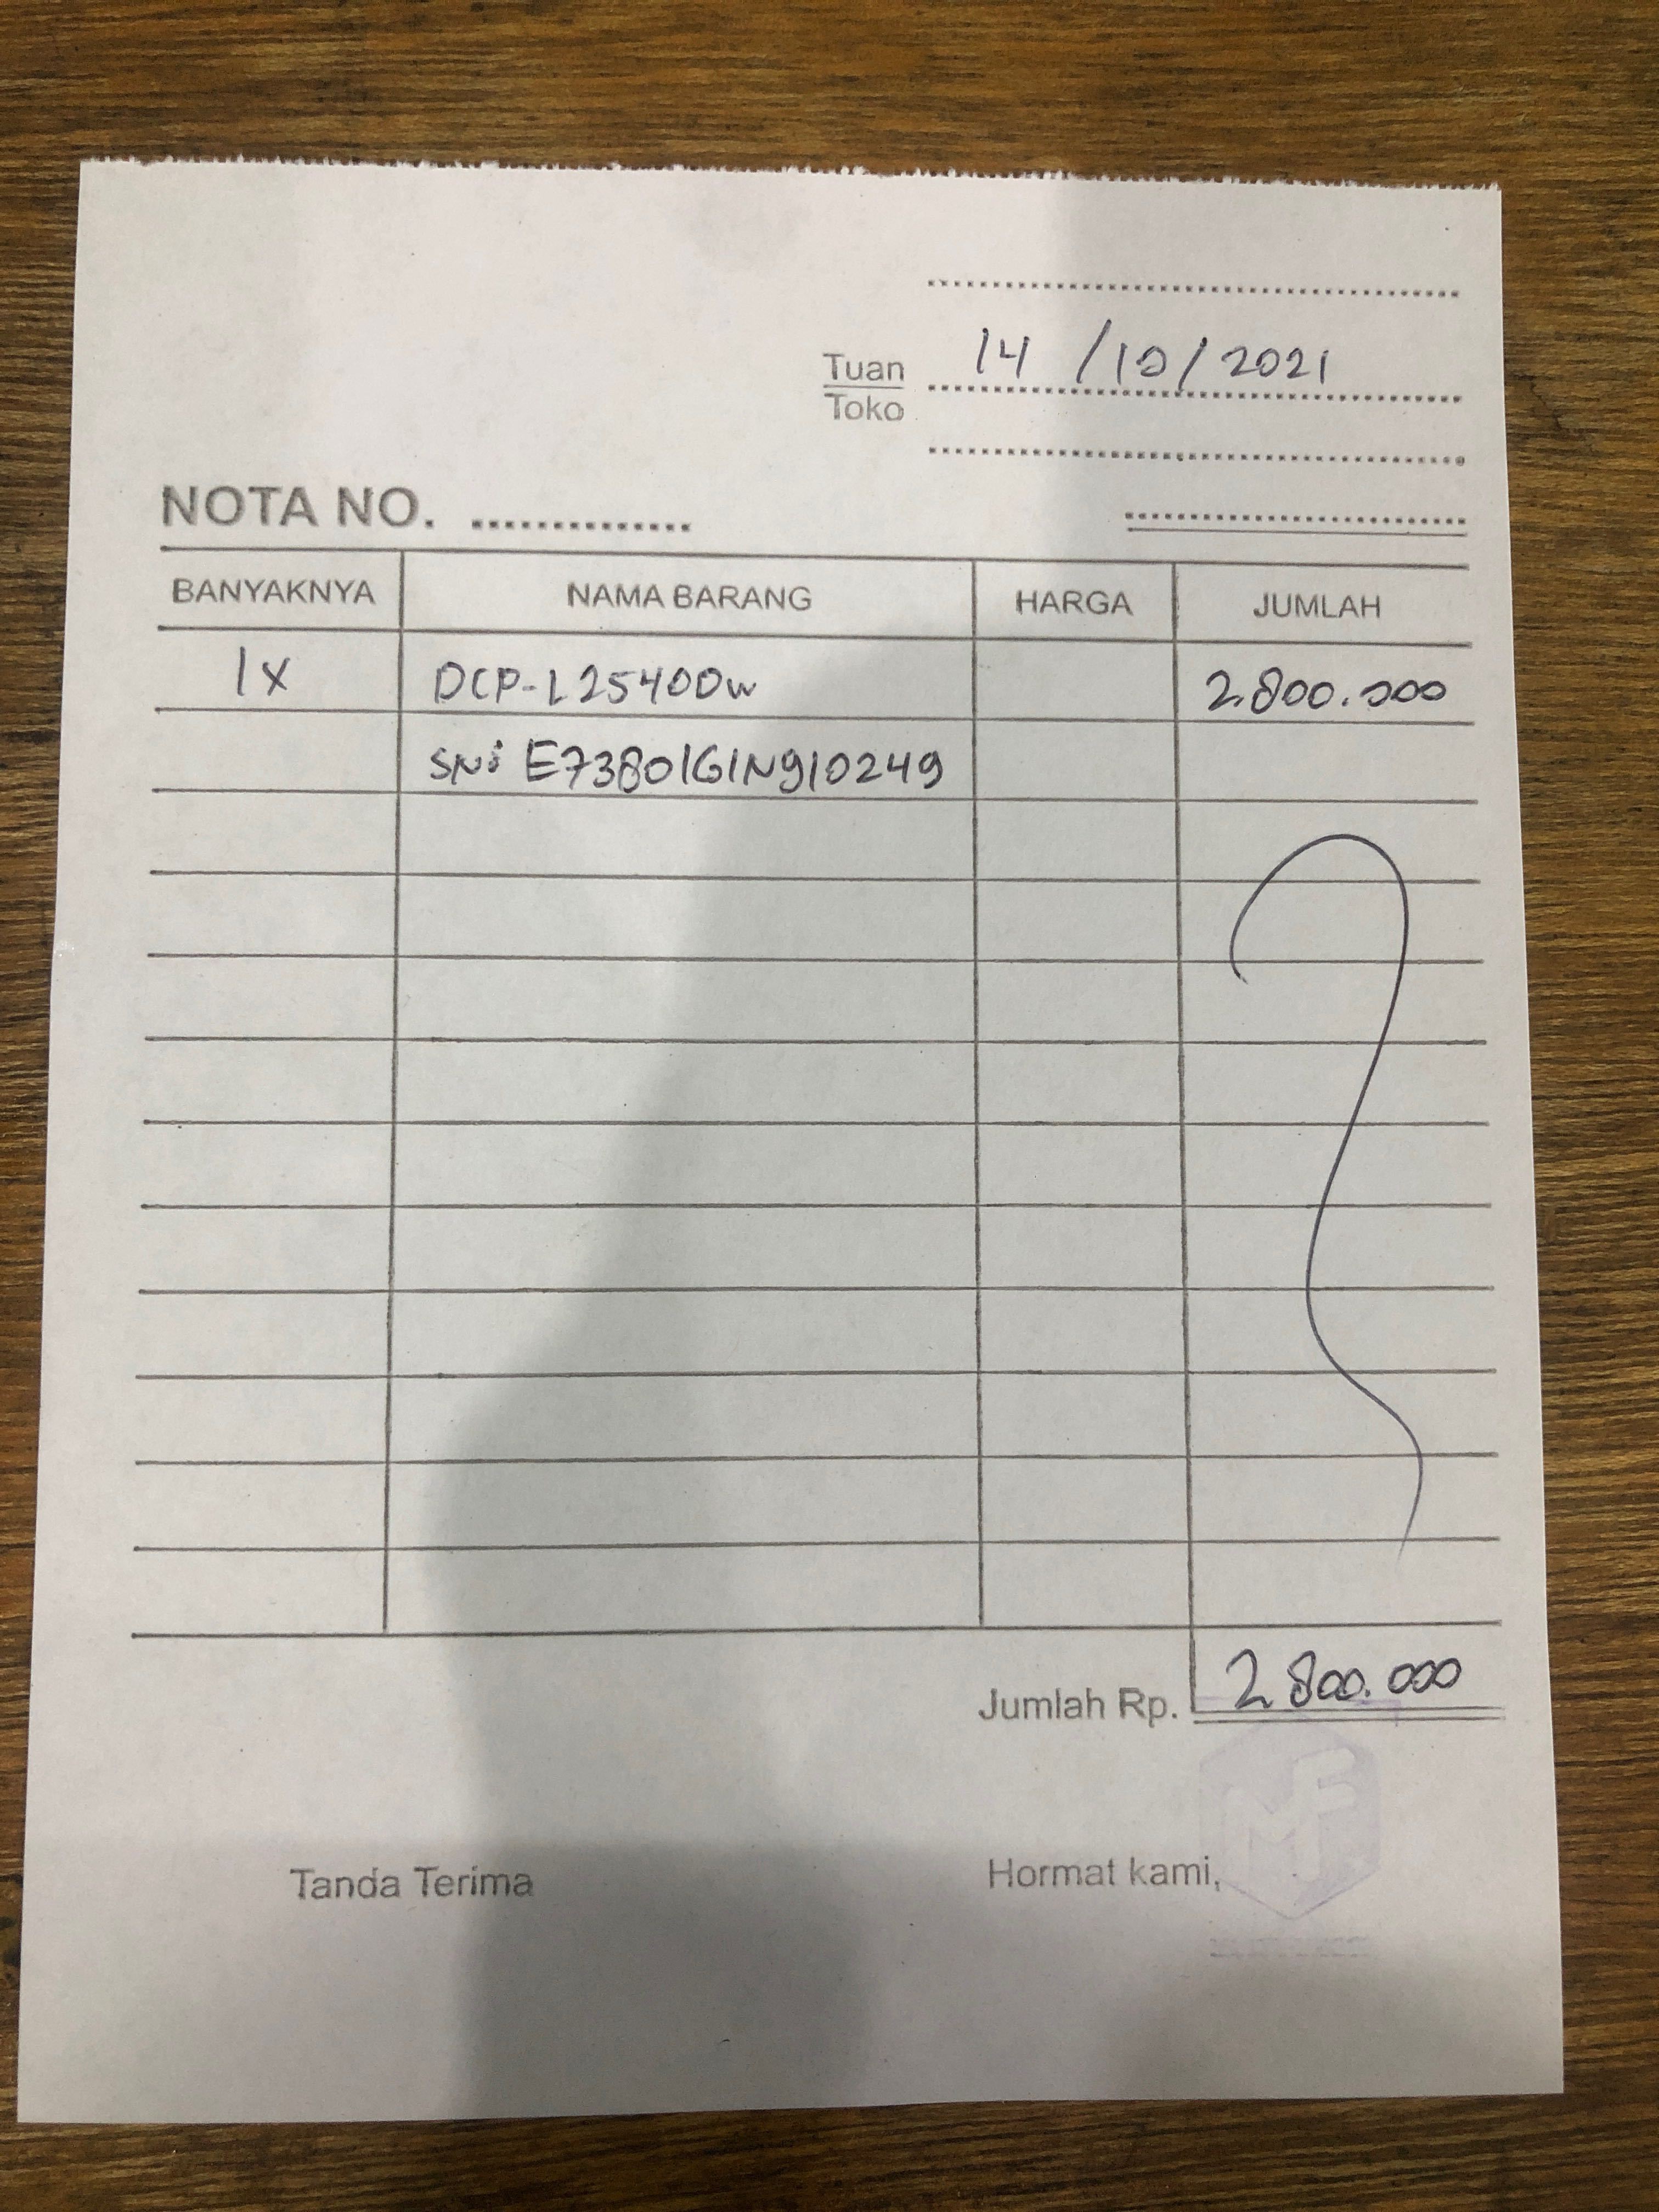 14 /10/2021
Tuan
Toko
NOTA NO.
BANYAKNYA NAMA BARANG HARGA JUMLAH
1x DCP-L2540Dw 2.800.000
SN: E73801G1N910249
Jumlah Rp. 2.800.000
Tanda Terima Hormat kami,
MF